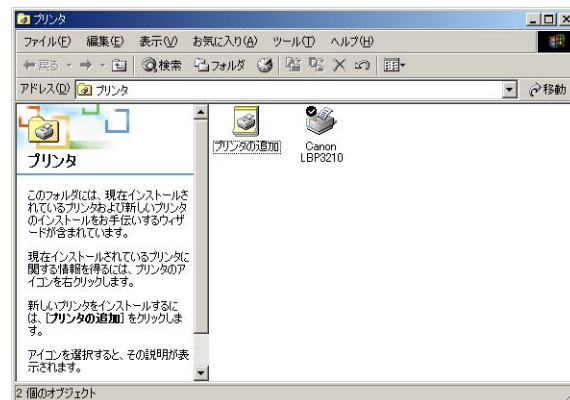 プリンタ
ファイル(F) 編集(E) 表示(V) お気に入り(A) ツール(T) ヘルプ(H)
戻る 検索 フォルダ
アドレス(D) プリンタ 移動
プリンタの追加
Canon
LBP3210
プリンタ
このフォルダには、現在インストールさ
れているプリンタおよび新しいプリンタ
のインストールをお手伝いするウィザ
ードが含まれています。
現在インストールされているプリンタに
関する情報を得るには、プリンタのア
イコンを右クリックします。
新しいプリンタをインストールするに
は、[プリンタの追加] をクリックしま
す。
アイコンを選択すると、その説明が表
示されます。
2 個のオブジェクト